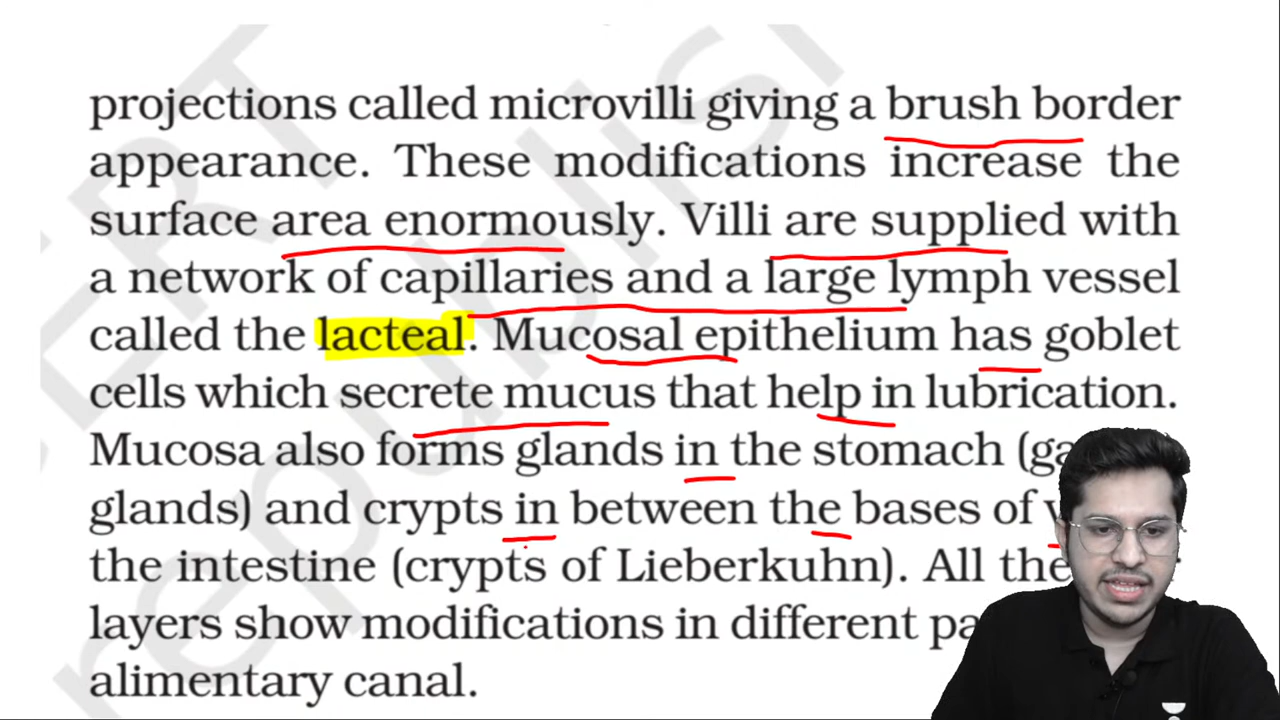 projections called microvilli giving a brush border
appearance. These modifications increase the
surface area enormously. Villi are supplied with
a network of capillaries and a large lymph vessel
called the lacteal. Mucosal epithelium has goblet
cells which secrete mucus that help in lubrication.
Mucosa also forms glands in the stomach
glands) and crypts in between the bases of
the intestine (crypts of Lieberkuhn). All
layers show modifications in different
alimentary canal.